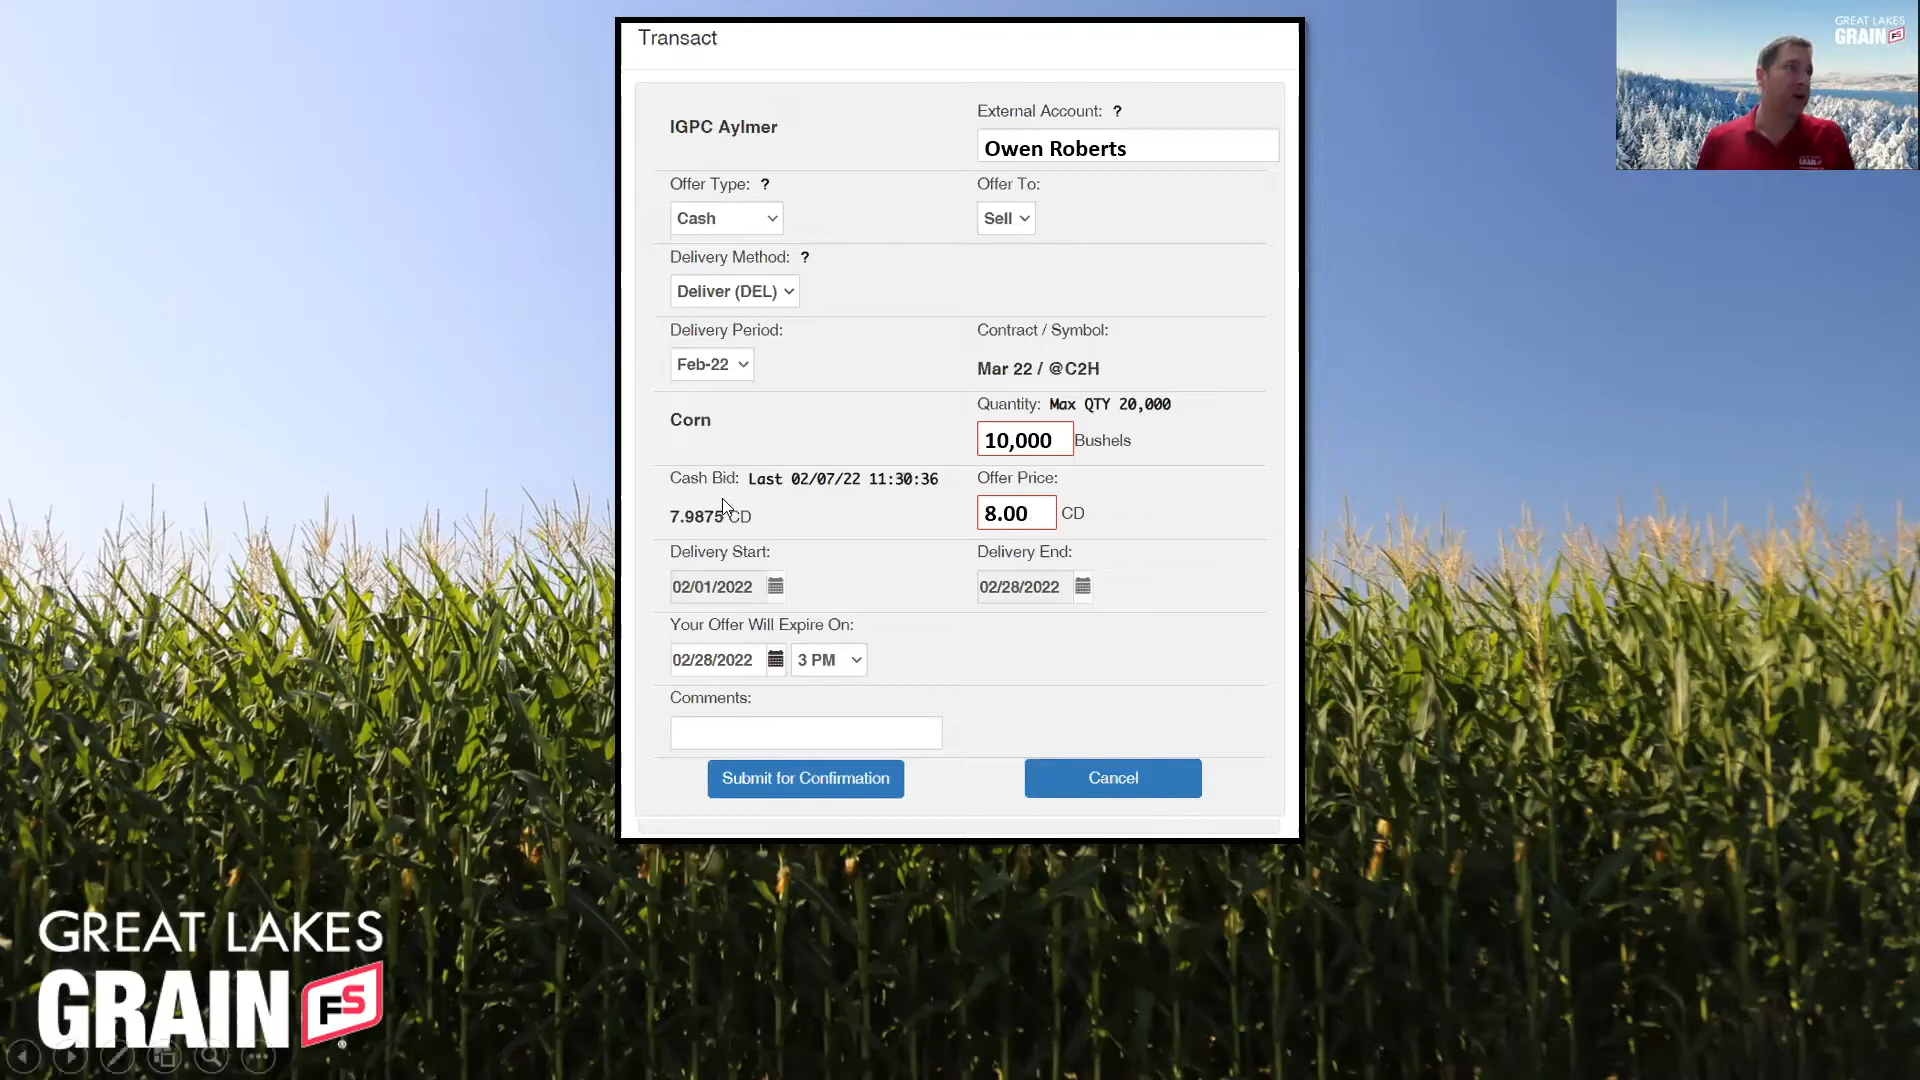 Transact
IGPC Aylmer
External Account: ?
Owen Roberts
Offer Type: ?
Offer To:
Cash
Sell
Delivery Method: ?
Deliver (DEL)
Delivery Period:
Contract / Symbol:
Feb-22
Mar 22 / @C2H
Corn
Quantity: Max QTY 20,000
10,000 Bushels
Cash Bid: Last 02/07/22 11:30:36
Offer Price:
7.9875 CD
8.00 CD
Delivery Start:
Delivery End:
02/01/2022
02/28/2022
Your Offer Will Expire On:
02/28/2022 3 PM
Comments:
Submit for Confirmation
Cancel
GREAT LAKES
GRAIN FS
GREAT LAKES
GRAIN FS